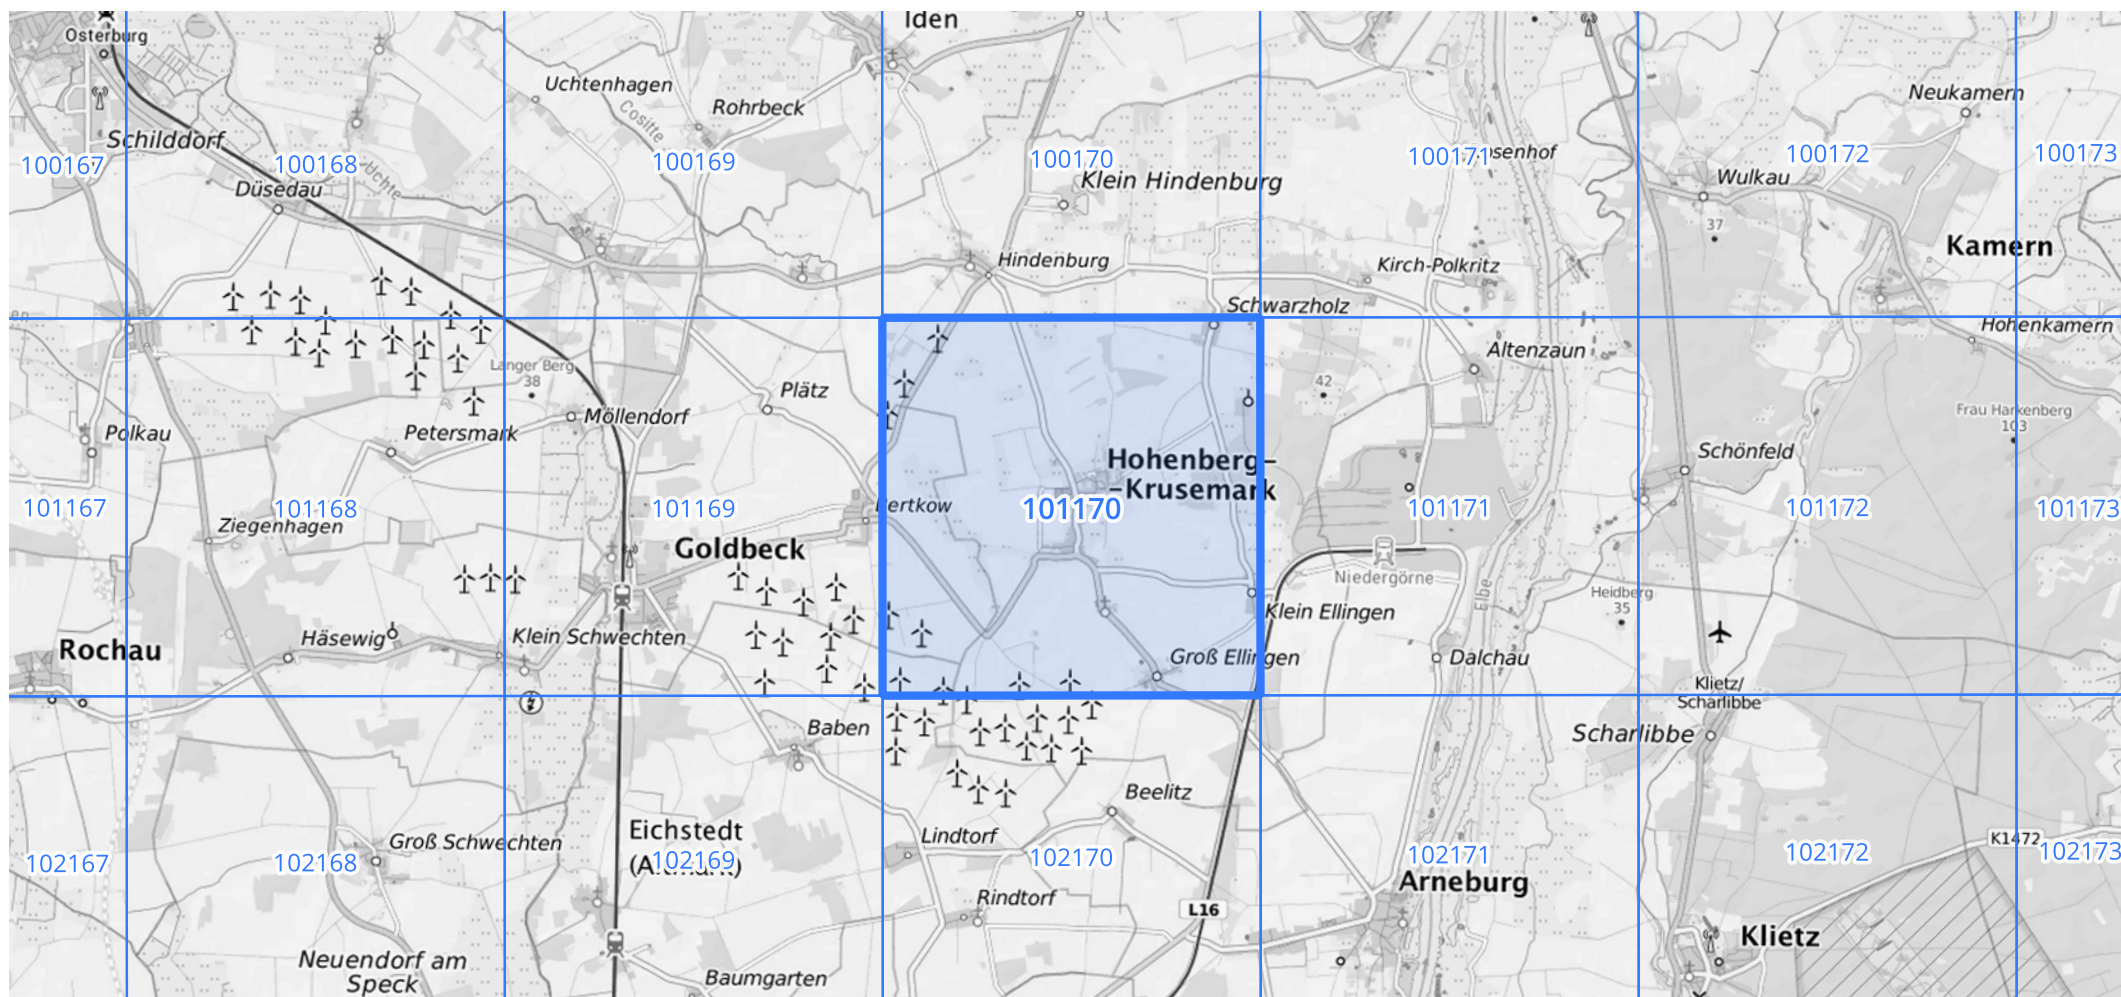 Osterburg
Iden
Uchtenhagen
Rohrbeck
Cositte
Neukamern
Schilddorf
100167
100168
100169
100170
100171
100172
100173
Uchte
Düsedau
Klein Hindenburg
Wulkau
37
Hindenburg
Kirch-Polkritz
Kamern
Schwarzholz
Hohenkamern
Langer Berg
38
Altenzaun
42
Plätz
Möllendorf
Frau Harkenberg
103
Polkau
Petersmark
Schönfeld
Hohenberg-
-Krusemark
101167
101168
101169
Bertkow
101170
101171
101172
101173
Ziegenhagen
Goldbeck
Niedergörne
Elbe
Heidberg
35
Klein Ellingen
Rochau
Häsewig
Klein Schwechten
Groß Ellingen
Dalchau
Klietz/
Scharlibbe
Baben
Scharlibbe
Beelitz
Eichstedt
Lindtorf
K1472
Groß Schwechten
102167
102168
102169
102170
102171
102172
102173
Arneburg
Rindtorf
L16
Klietz
Neuendorf am
Speck
Baumgarten